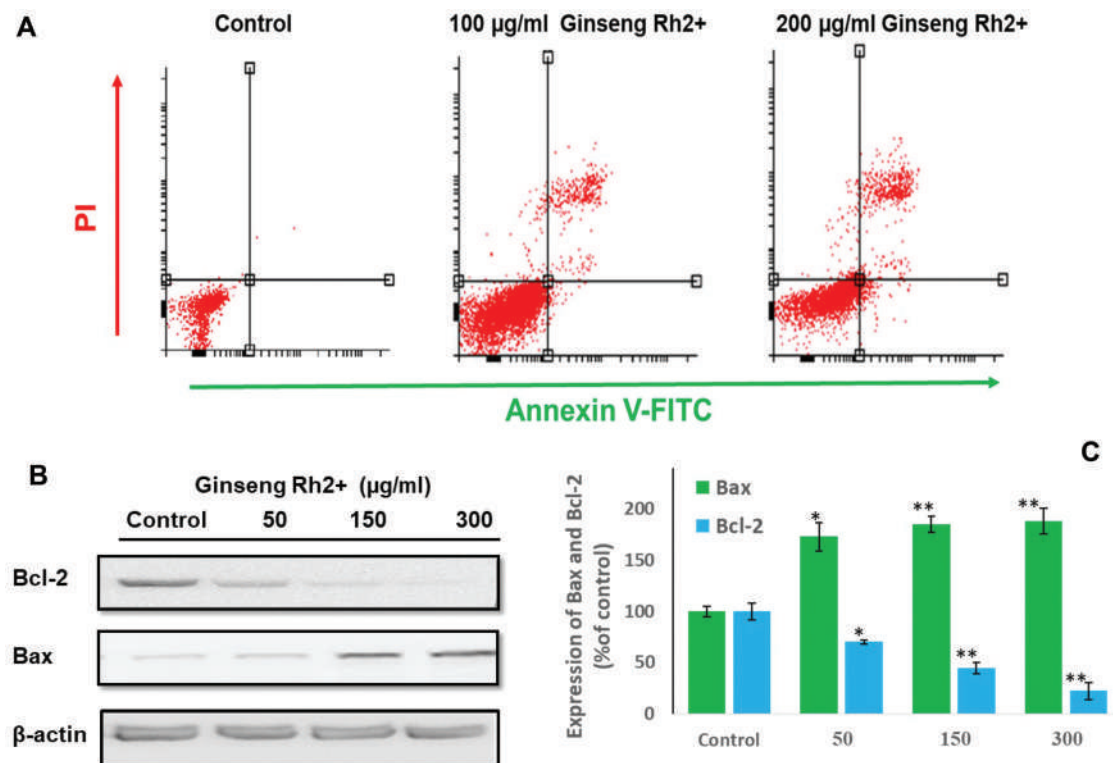 A
Control
100 µg/ml Ginseng Rh2+
200 µg/ml Ginseng Rh2+
PI
Annexin V-FITC
B
Ginseng Rh2+ (µg/ml)
Control 50 150 300
Bcl-2
Bax
β-actin
C
Expression of Bax and Bcl-2
(%of control)
Bax
Bcl-2
200
150
100
50
0
* ** **
* ** **
Control 50 150 300